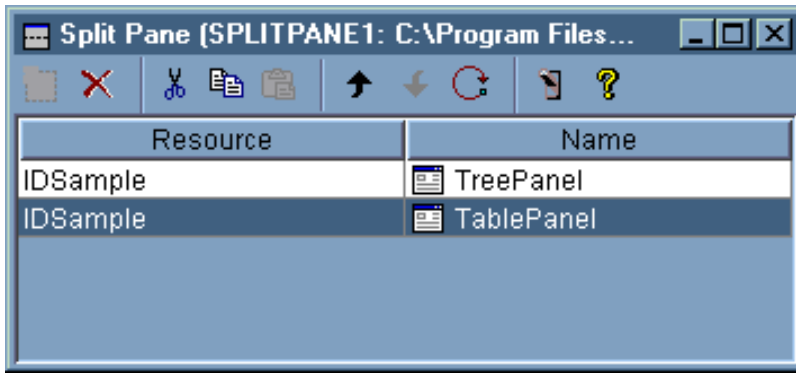 Split Pane (SPLITPANE1: C:\Program Files...
Resource Name
IDSample TreePanel
IDSample TablePanel